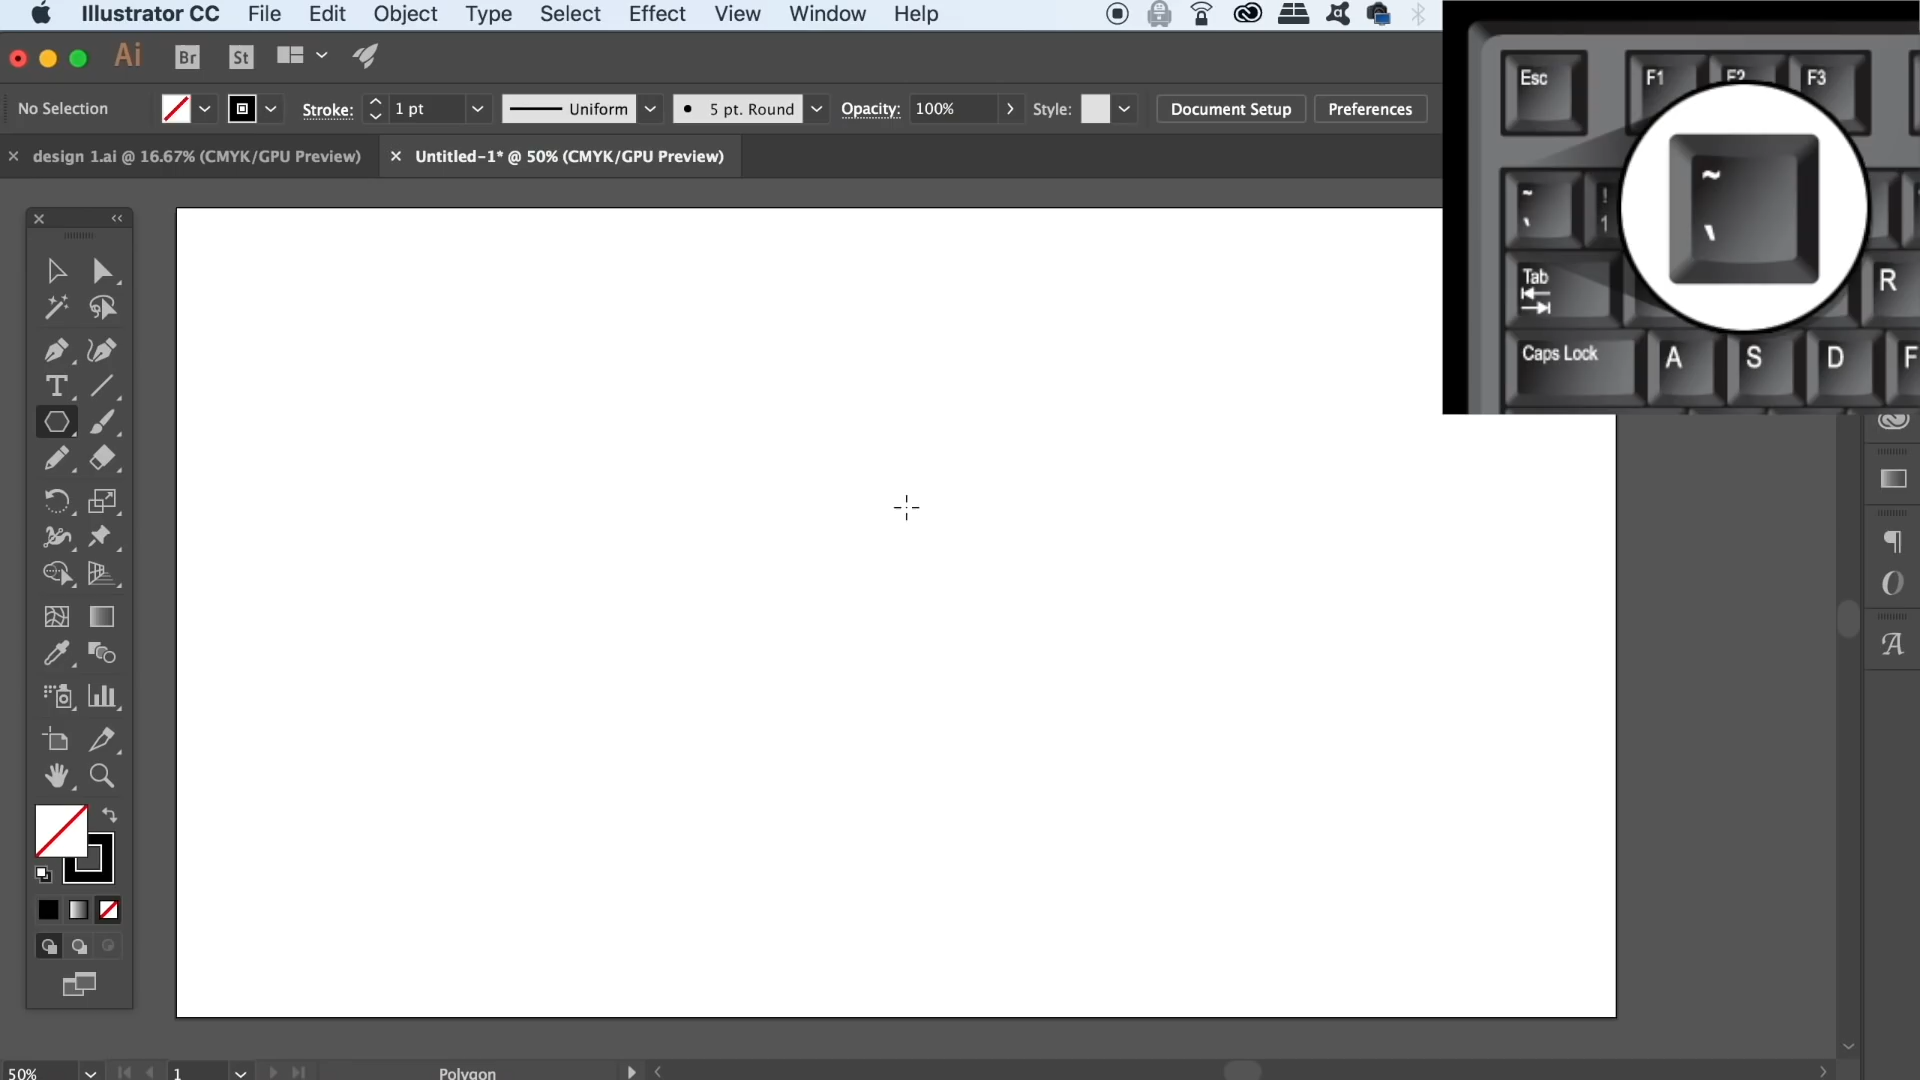 Illustrator CC File Edit Object Type Select Effect View Window Help
Ai Br St
No Selection Stroke: 1 pt Uniform 5 pt. Round Opacity: 100% Style: Document Setup Preferences
design 1.ai @ 16.67% (CMYK/GPU Preview) Untitled-1* @ 50% (CMYK/GPU Preview)
Esc F1 F2 F3
~
`
~
`
!
1
Tab R
Caps Lock A S D F
50% 1 Polygon